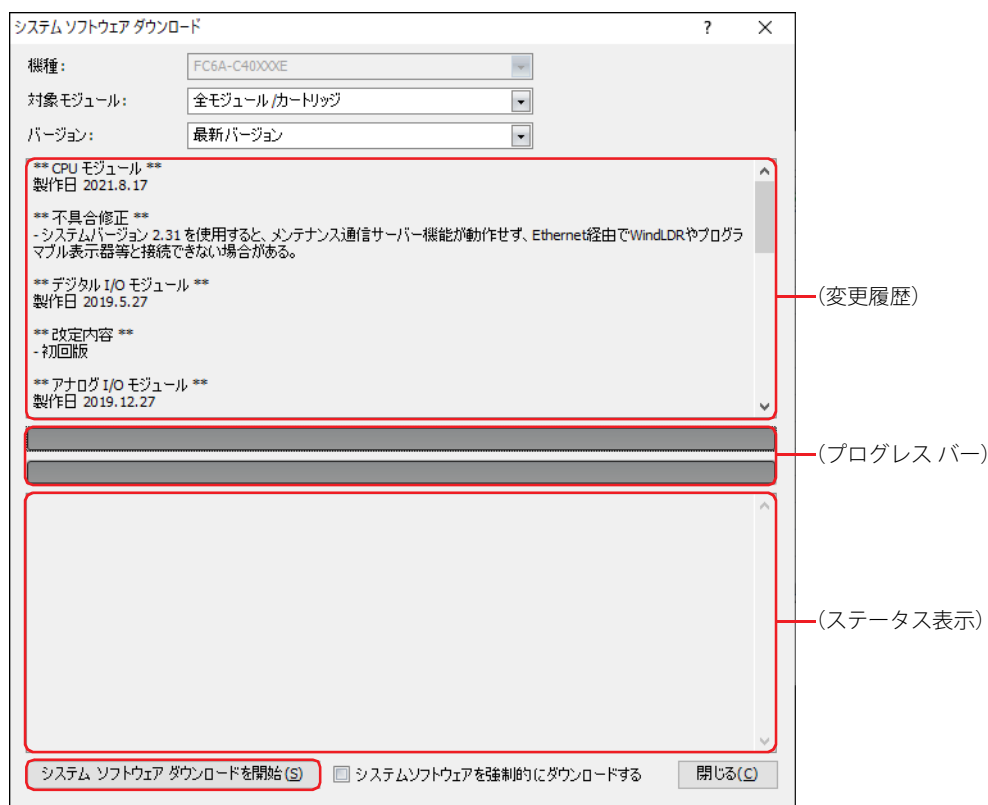 システム ソフトウェア ダウンロード ? ×
機種: FC6A-C40XXXE
対象モジュール: 全モジュール/カートリッジ
バージョン: 最新バージョン
** CPU モジュール **
製作日 2021.8.17
** 不具合修正 **
- システムバージョン 2.31 を使用すると、メンテナンス通信サーバー機能が動作せず、Ethernet経由でWindLDRやプログラ
マブル表示器等と接続できない場合がある。
** デジタル I/O モジュール **
製作日 2019.5.27
(変更履歴)
** 改定内容 **
- 初回版
** アナログ I/O モジュール **
製作日 2019.12.27
(プログレス バー)
(ステータス表示)
システム ソフトウェア ダウンロードを開始(S) システムソフトウェアを強制的にダウンロードする 閉じる(C)